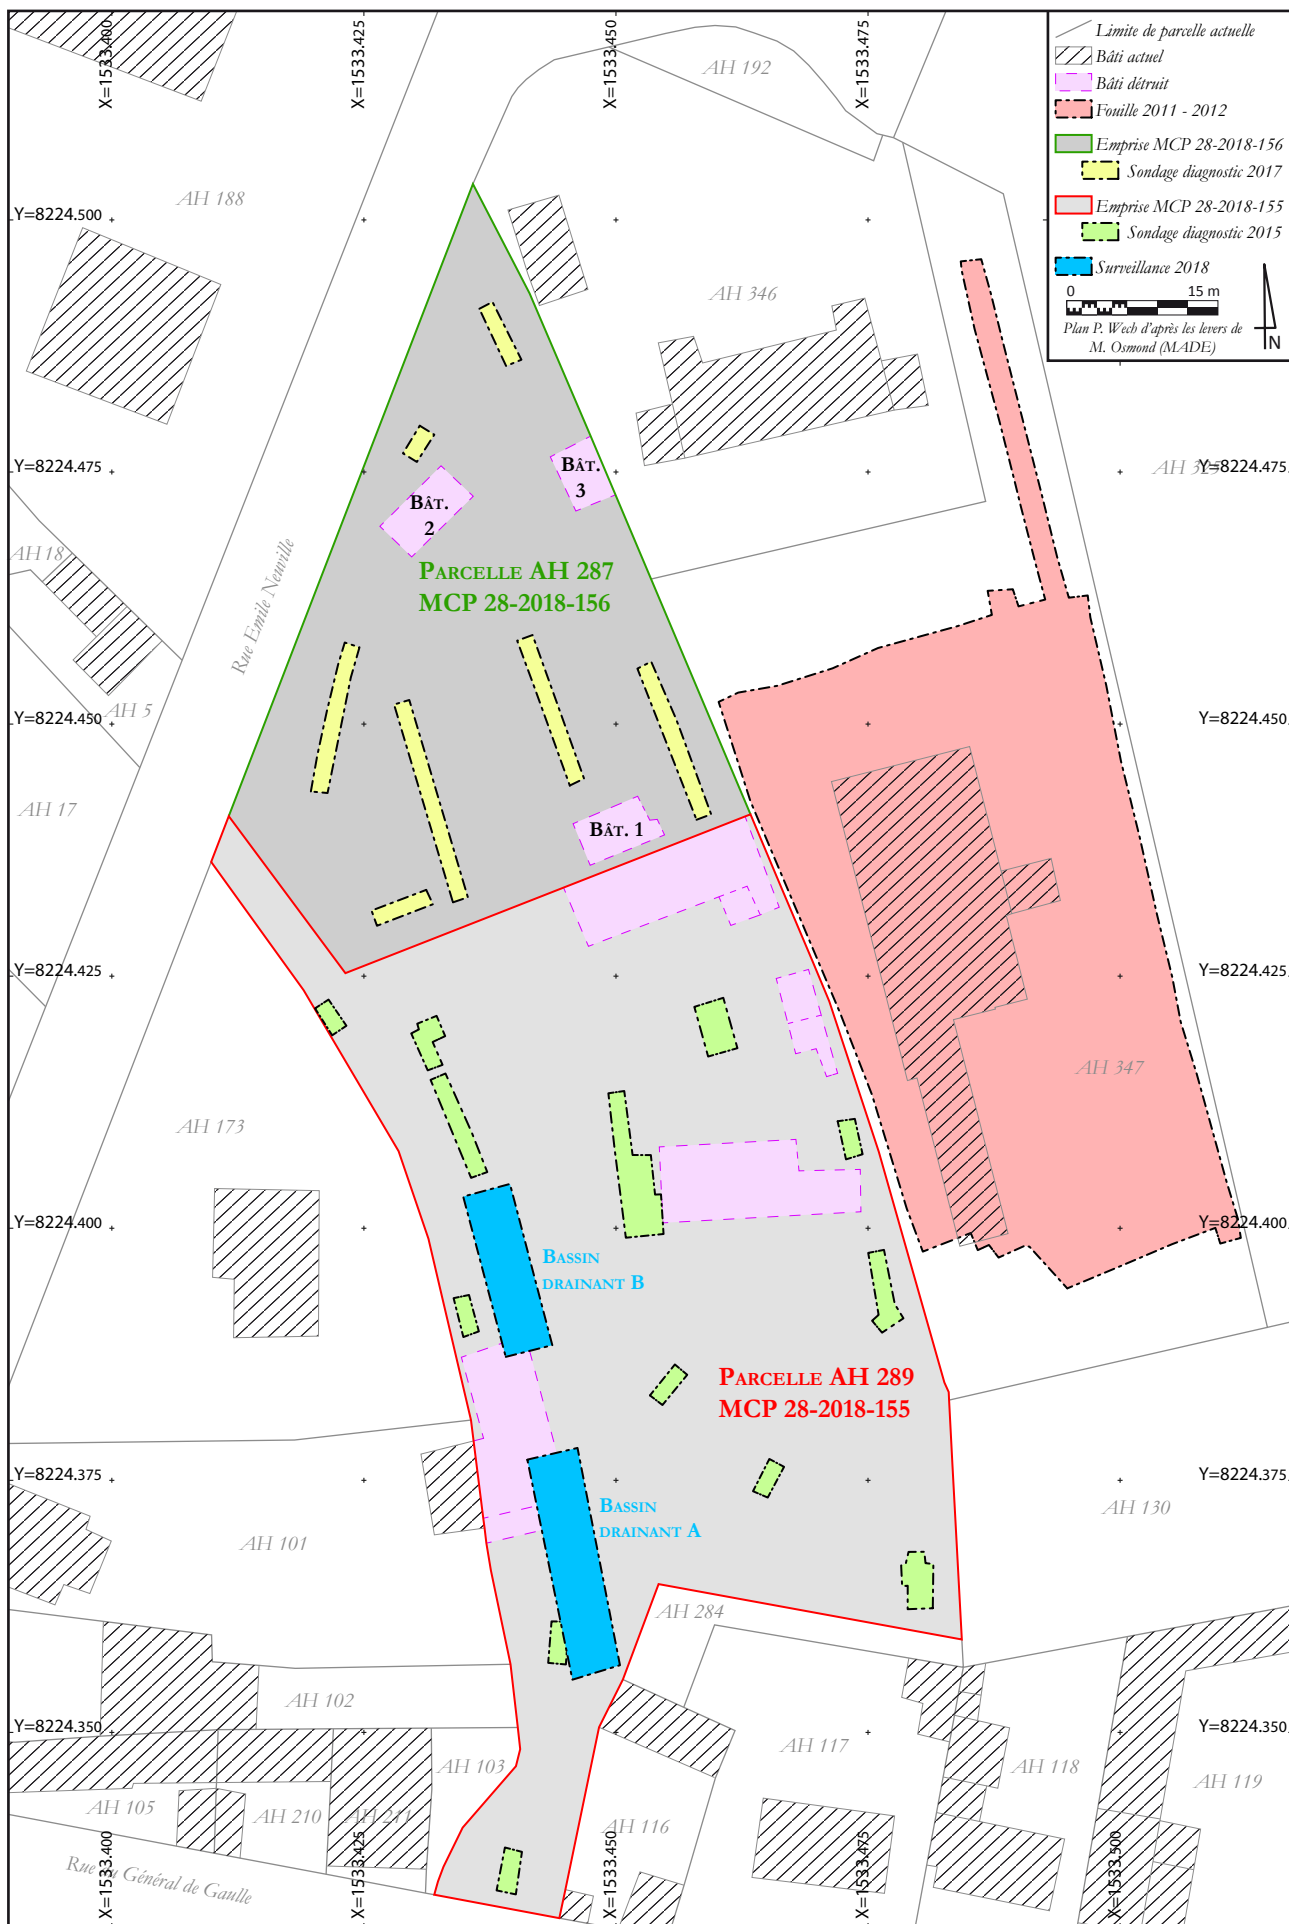 X=1533.400
X=1533.425
X=1533.450
X=1533.475
Limite de parcelle actuelle
Bâti actuel
Bâti détruit
Fouille 2011 - 2012
Emprise MCP 28-2018-156
Sondage diagnostic 2017
Emprise MCP 28-2018-155
Sondage diagnostic 2015
Surveillance 2018
0 15 m
Plan P. Wech d'après les levers de
M. Osmond (MADE)
N
AH 192
AH 188
Y=8224.500
AH 346
Y=8224.475
Y=8224.475
Bât.
3
Bât.
2
AH 18
Rue Emile Neuville
Parcelle AH 287
MCP 28-2018-156
AH 5
Y=8224.450
Y=8224.450
AH 17
Bât. 1
Y=8224.425
Y=8224.425
AH 347
AH 173
Y=8224.400
Y=8224.400
Bassin
drainant B
Parcelle AH 289
MCP 28-2018-155
Y=8224.375
Y=8224.375
Bassin
drainant A
AH 130
AH 101
AH 284
AH 102
Y=8224.350
Y=8224.350
AH 117
AH 103
AH 118
AH 119
AH 105
AH 210
AH 211
AH 116
Rue du Général de Gaulle
X=1533.400
X=1533.425
X=1533.450
X=1533.475
X=1533.500